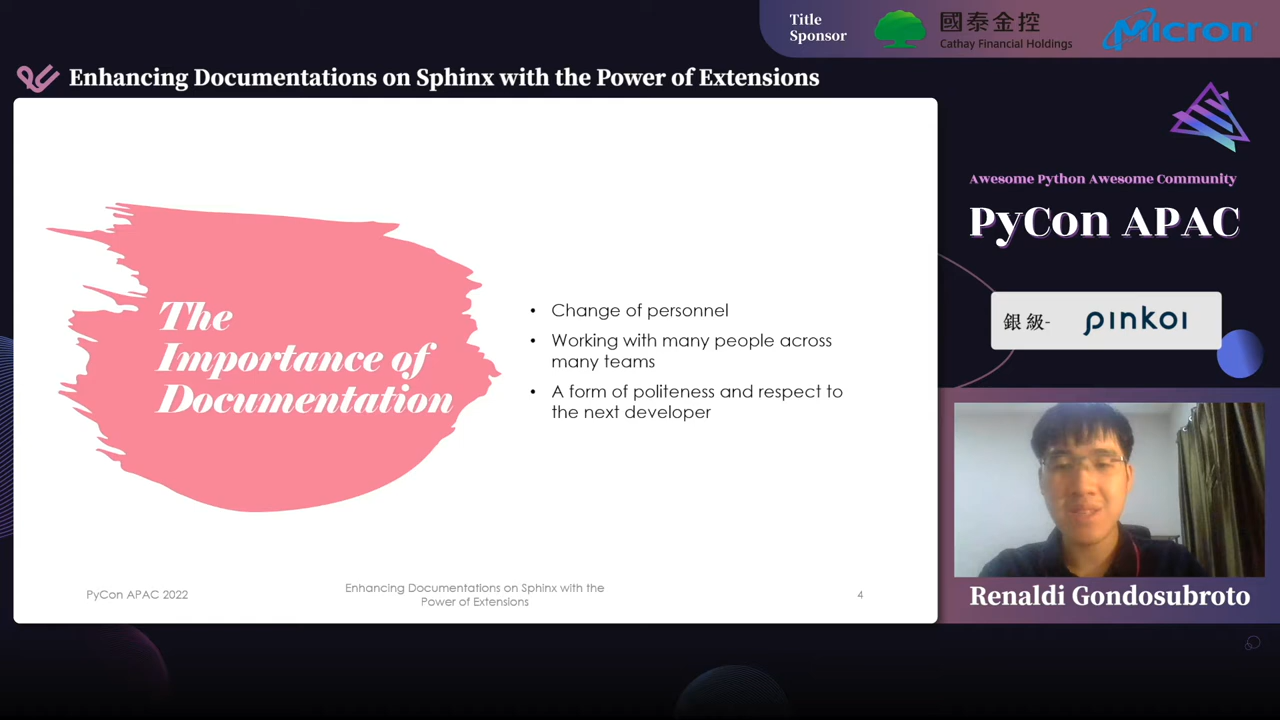 Title
Sponsor
國泰金控
Cathay Financial Holdings
Micron
Enhancing Documentations on Sphinx with the Power of Extensions
Awesome Python Awesome Community
PyCon APAC
銀級- pinkoi
The
Importance of
Documentation
• Change of personnel
• Working with many people across
many teams
• A form of politeness and respect to
the next developer
PyCon APAC 2022
Enhancing Documentations on Sphinx with the
Power of Extensions
4
Renaldi Gondosubroto